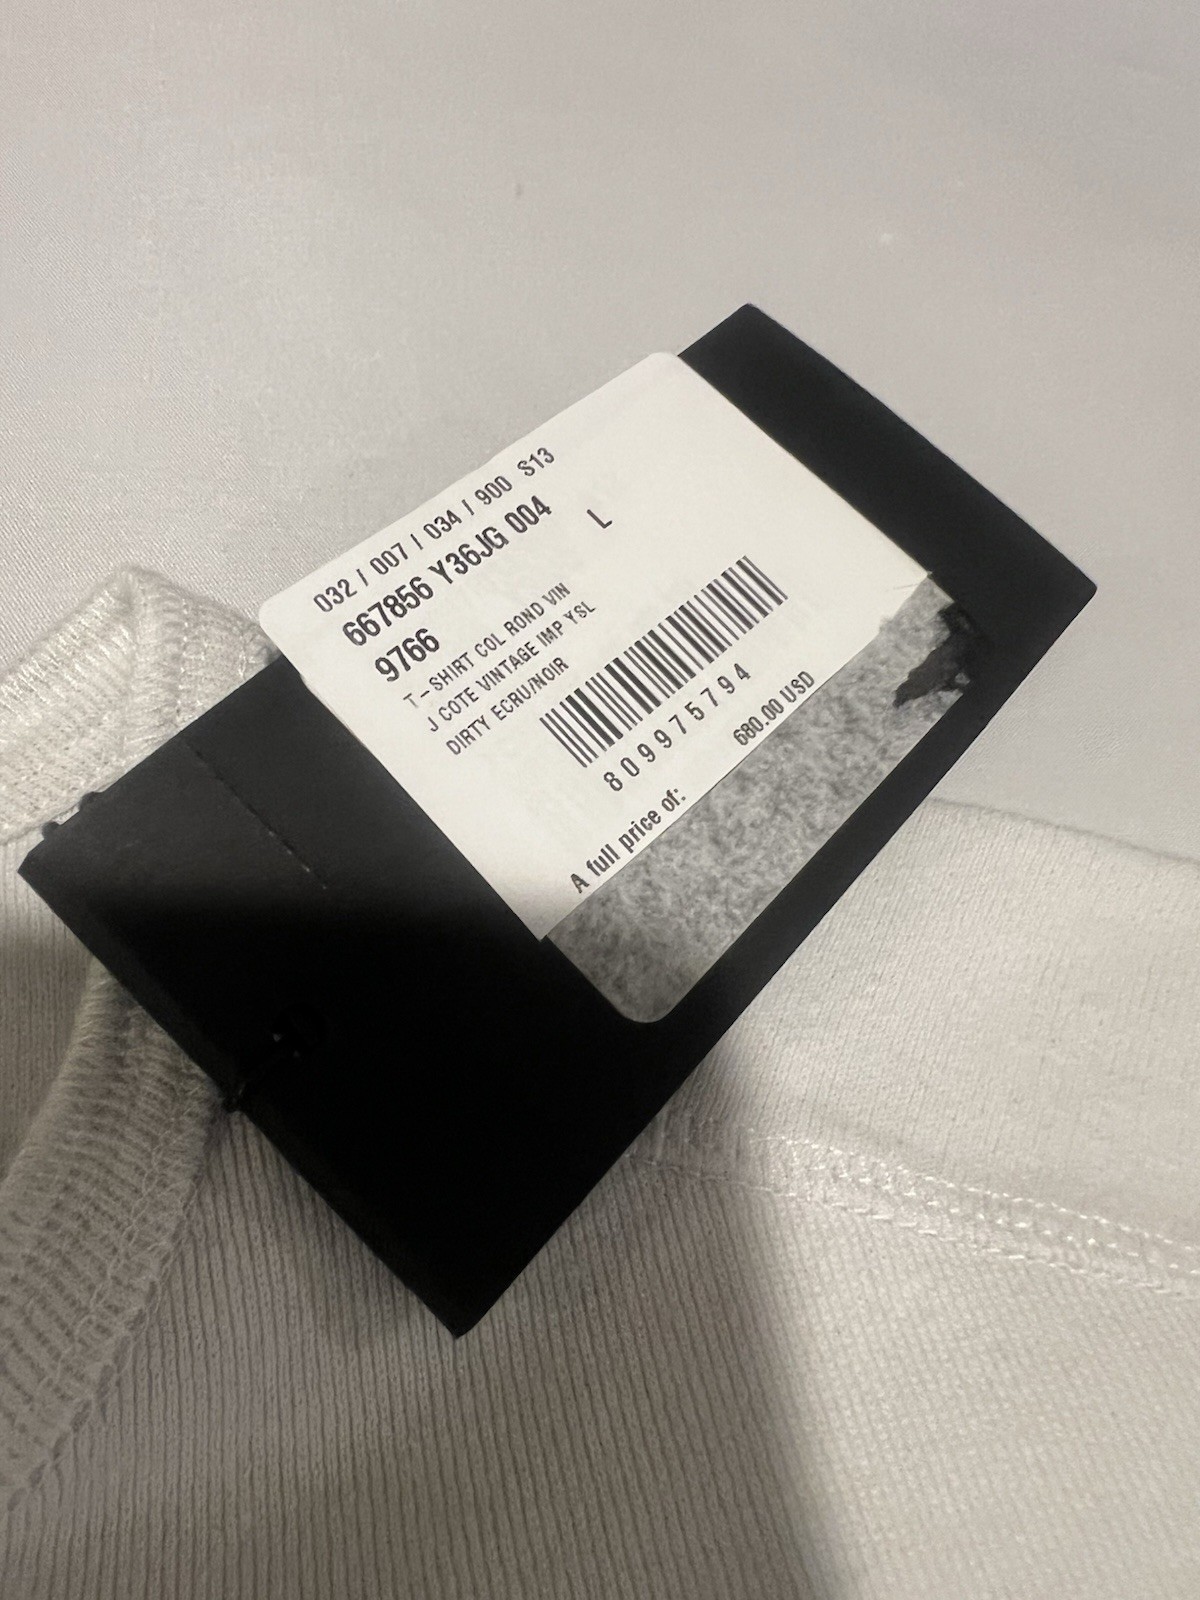 032 / 007 / 034 / 900 S13
667856 Y36JG 004
9766
L
T-SHIRT COL ROND VIN
J COTE VINTAGE IMP YSL
DIRTY ECRU/NOIR
809975794
A full price of: 680.00 USD